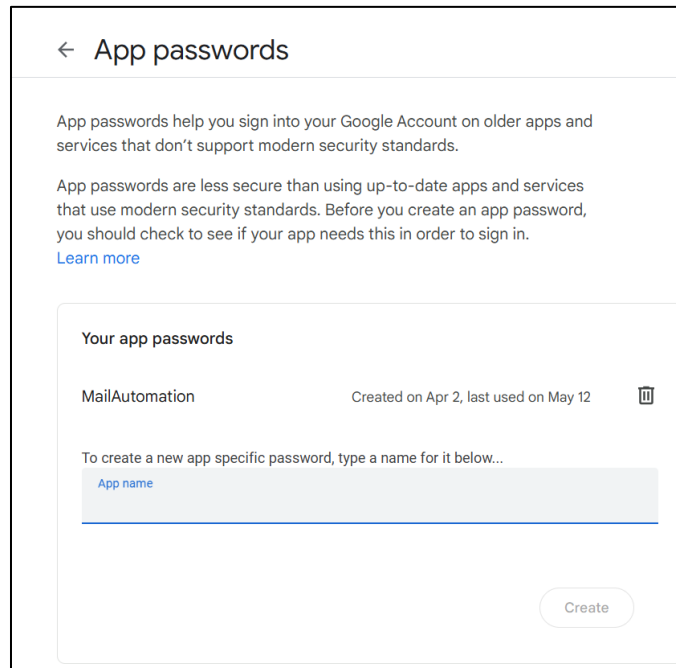 App passwords
App passwords help you sign into your Google Account on older apps and
services that don’t support modern security standards.
App passwords are less secure than using up-to-date apps and services
that use modern security standards. Before you create an app password,
you should check to see if your app needs this in order to sign in.
Learn more
Your app passwords
MailAutomation Created on Apr 2, last used on May 12
To create a new app specific password, type a name for it below...
App name
Create